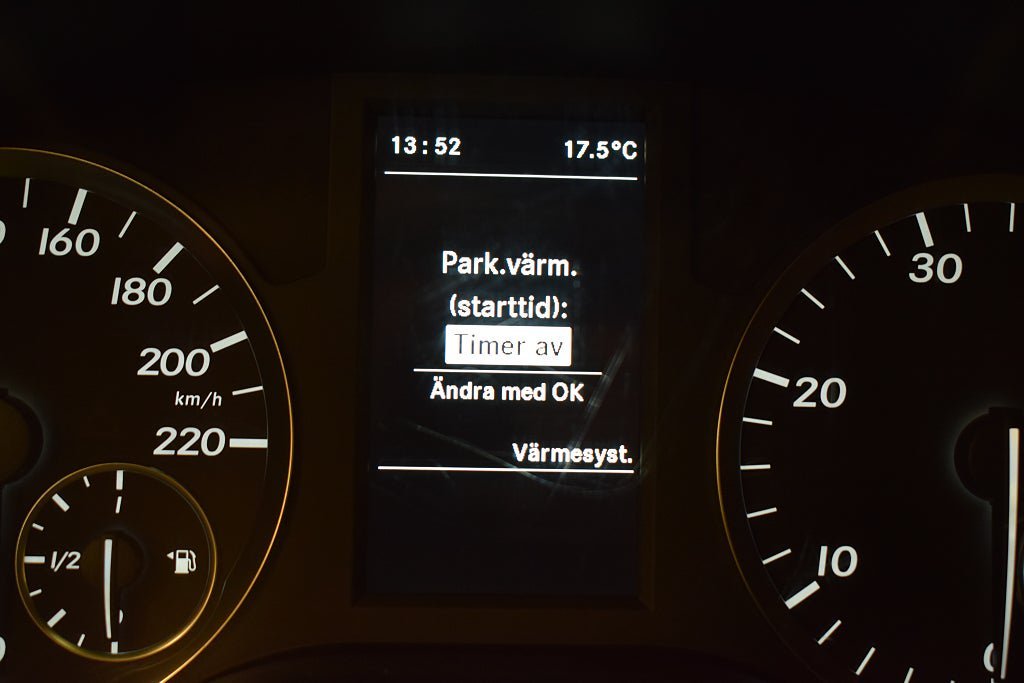 13:52 17.5°C
Park.värm.
(starttid):
Timer av
Ändra med OK
Värmesyst.
160
180
200
km/h
220
1/2
30
20
10
0